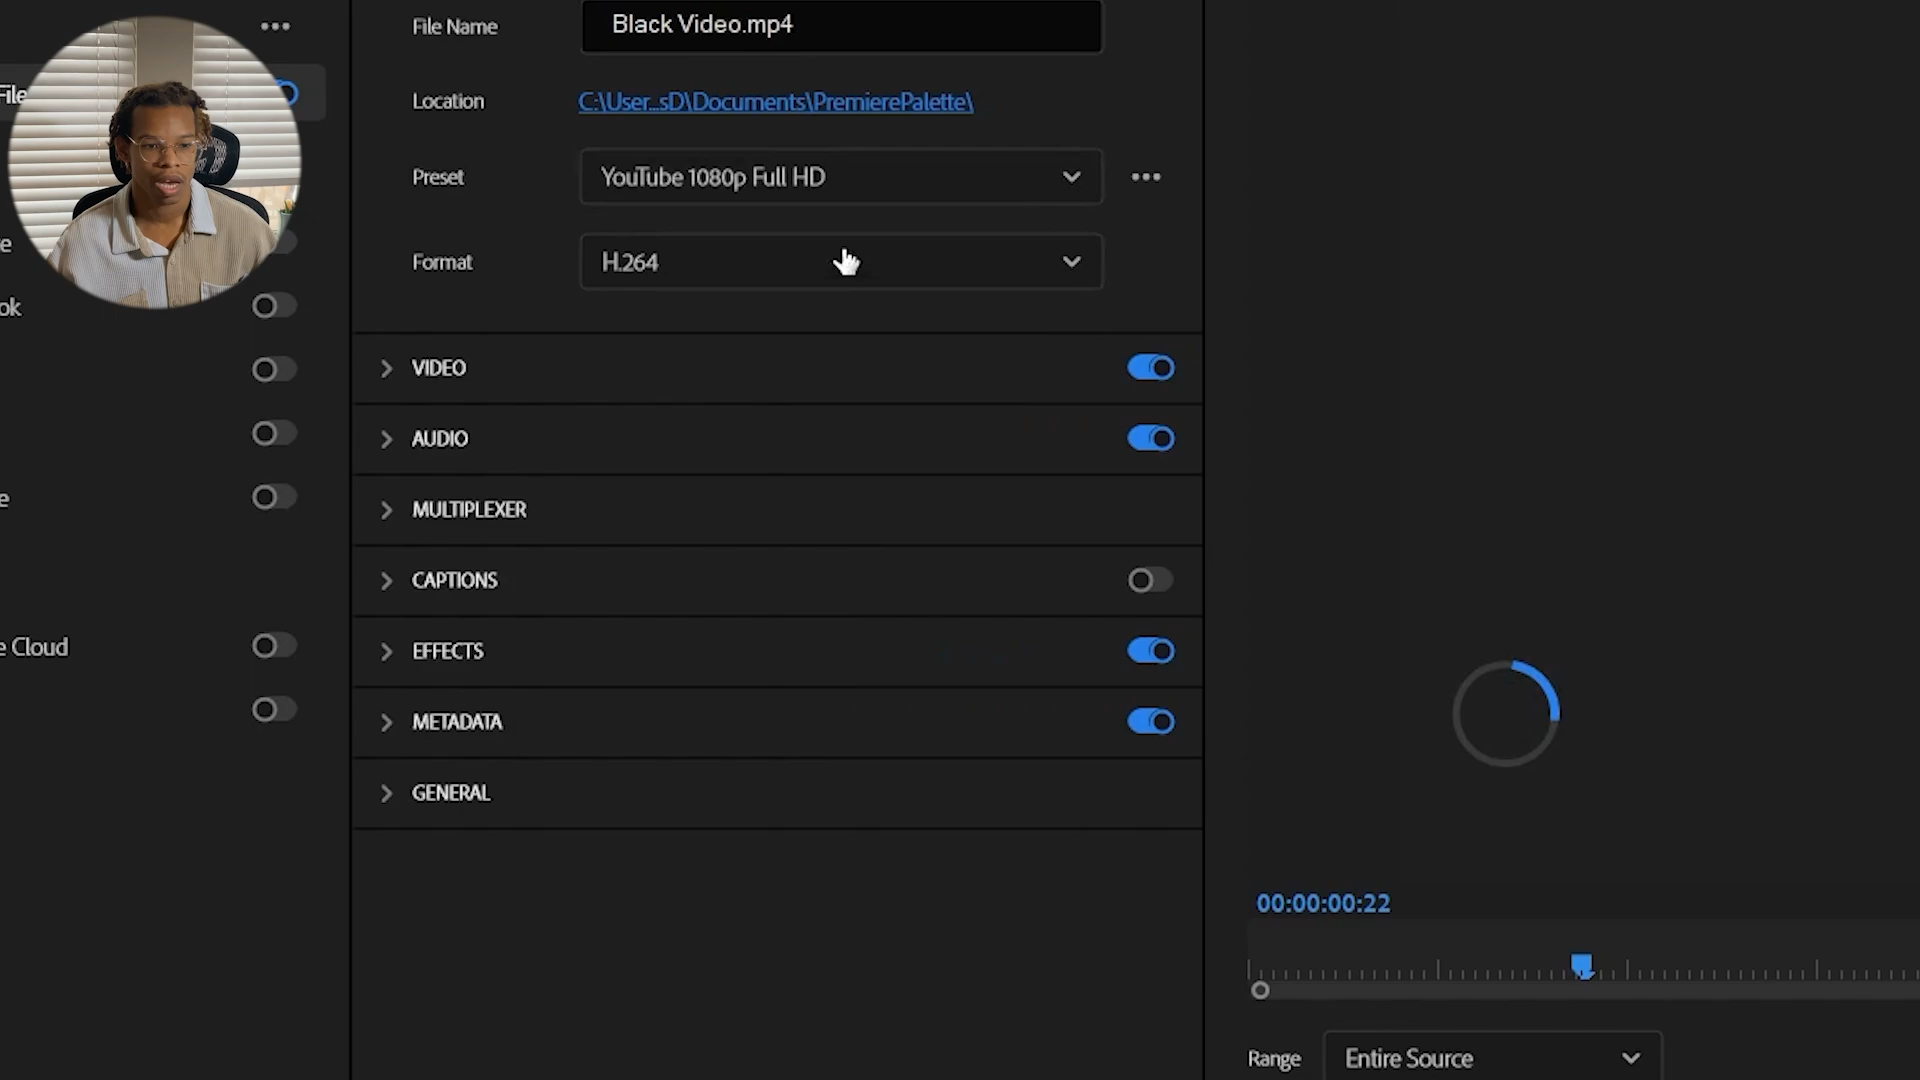 File Name
Black Video.mp4
File
Location
C:\User...sD\Documents\PremierePalette\
Preset
YouTube 1080p Full HD
Format
H.264
e
ok
VIDEO
AUDIO
e
MULTIPLEXER
CAPTIONS
e Cloud
EFFECTS
METADATA
GENERAL
00:00:00:22
Range
Entire Source